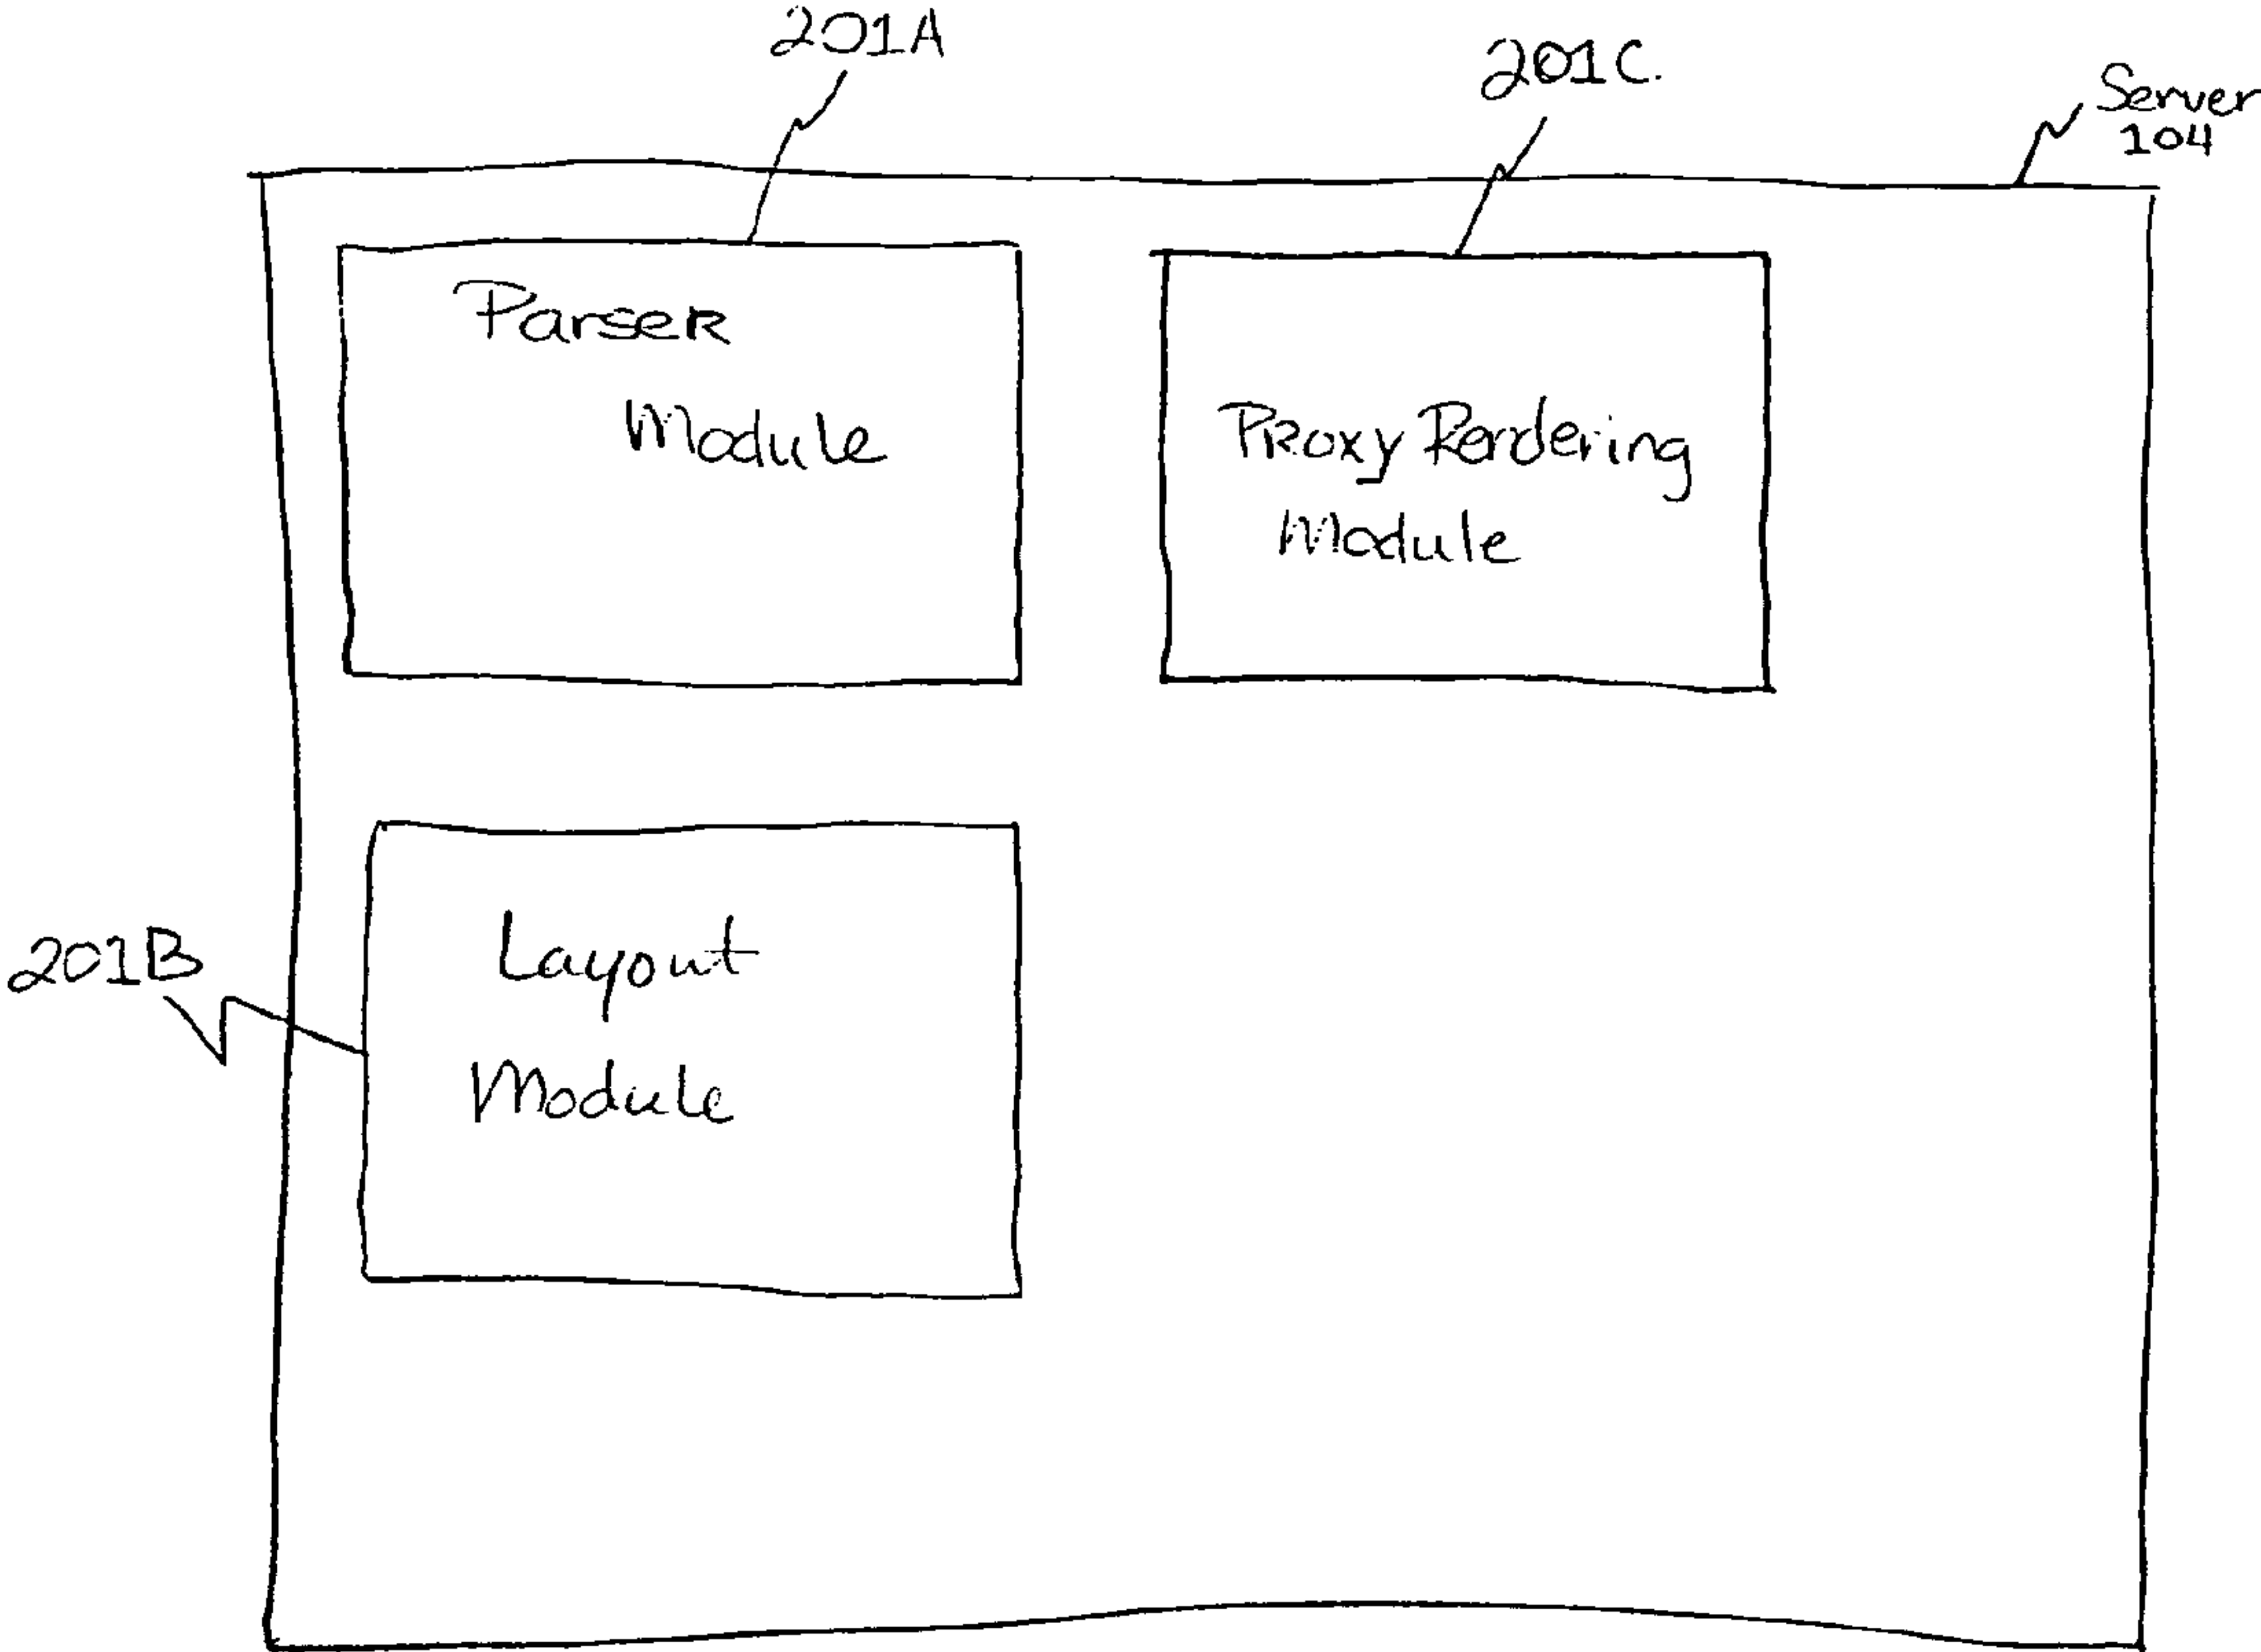 201A
201C.
Server
104
Parser
Module
Proxy Rendering
Module
201B
Layout
Module